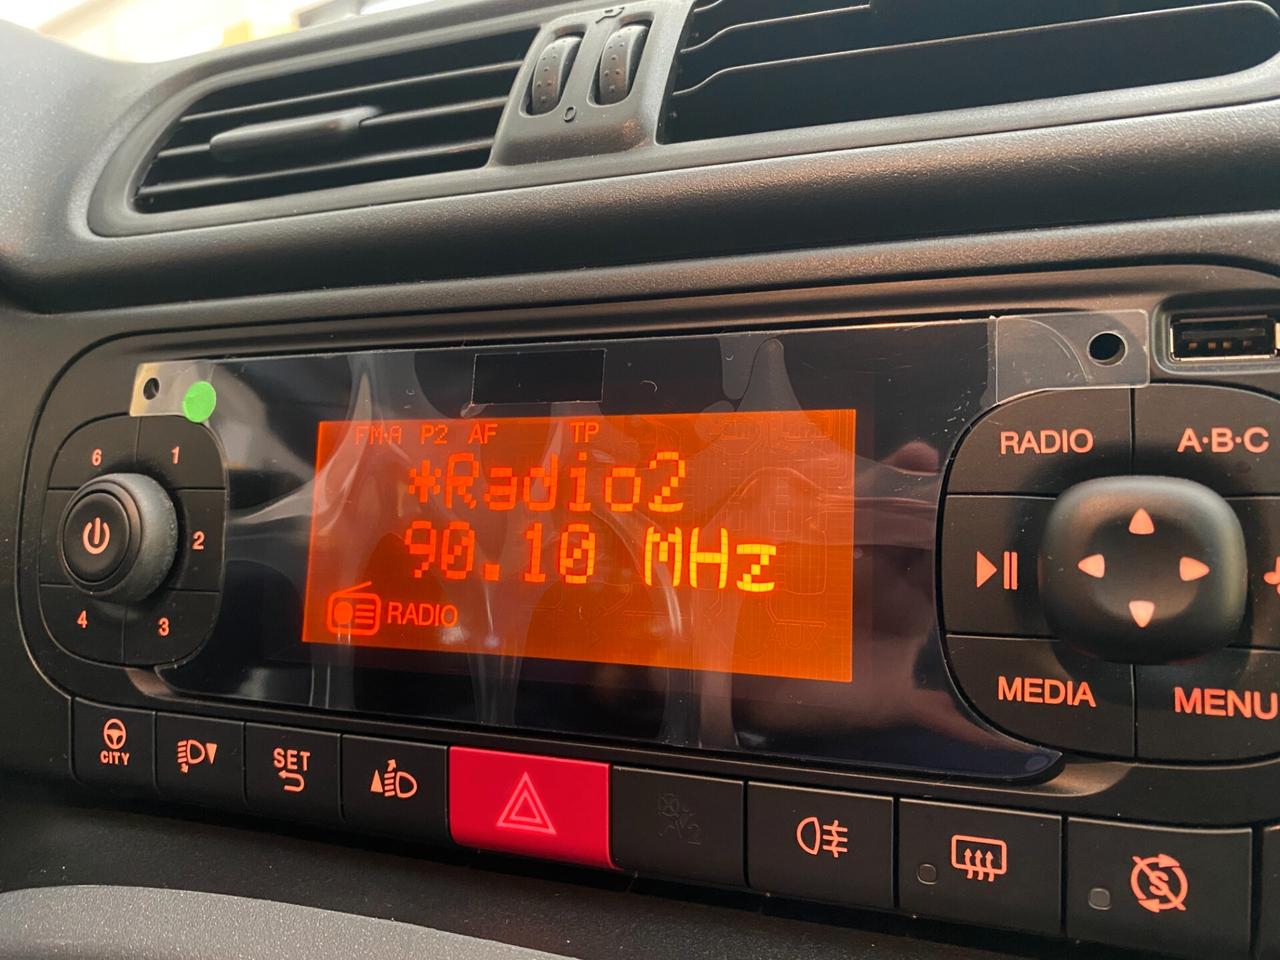 FM-A P2 AF TP
*Radio2
90.10 MHz
RADIO
6 1
2
4 3
RADIO A·B·C
MEDIA MENU
CITY
SET